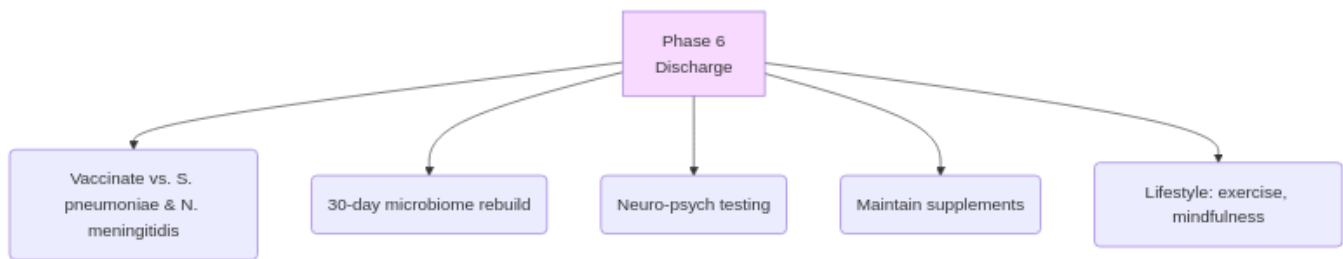 Phase 6
Discharge
Vaccinate vs. S.
pneumoniae & N.
meningitidis
30-day microbiome rebuild
Neuro-psych testing
Maintain supplements
Lifestyle: exercise,
mindfulness